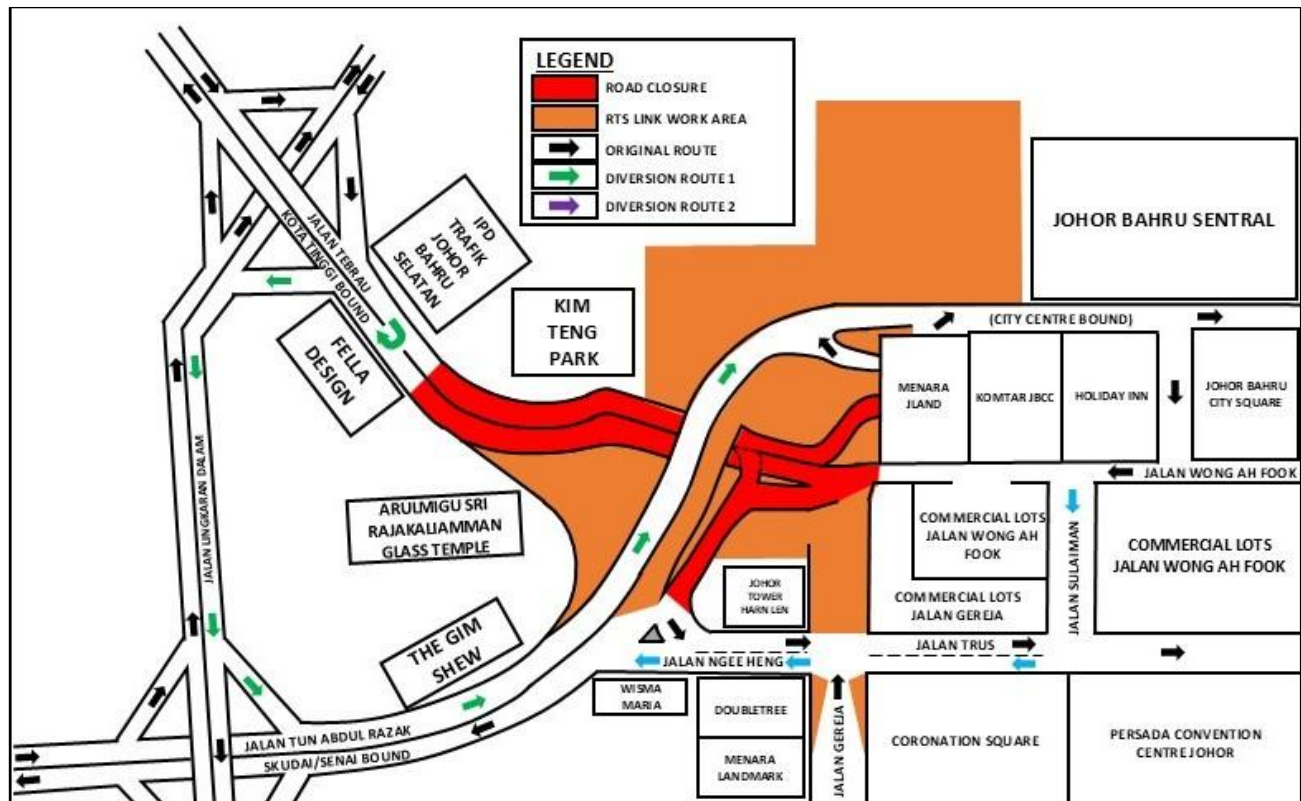 LEGEND
ROAD CLOSURE
RTS LINK WORK AREA
ORIGINAL ROUTE
DIVERSION ROUTE 1
DIVERSION ROUTE 2
JOHOR BAHRU SENTRAL
JALAN TEBRAU
KOTA TINGGI BOUND
IPD
TRAFIK
JOHOR
BAHRU
SELATAN
KIM
TENG
PARK
(CITY CENTRE BOUND)
FELLA
DESIGN
MENARA
JLAND
KOMTAR JBCC
HOLIDAY INN
JOHOR BAHRU
CITY SQUARE
JALAN WONG AH FOOK
ARULMIGU SRI
RAJAKALIAMMAN
GLASS TEMPLE
JALAN LINGKARAN DALAM
COMMERCIAL LOTS
JALAN WONG AH
FOOK
JALAN SULAIMAN
COMMERCIAL LOTS
JALAN WONG AH FOOK
JOHOR
TOWER
HARN LEN
COMMERCIAL LOTS
JALAN GEREJA
THE GIM
SHEW
JALAN TRUS
JALAN NGEE HENG
WISMA
MARIA
DOUBLETREE
MENARA
LANDMARK
JALAN GEREJA
CORONATION SQUARE
PERSADA CONVENTION
CENTRE JOHOR
JALAN TUN ABDUL RAZAK
SKUDAI/SENAI BOUND